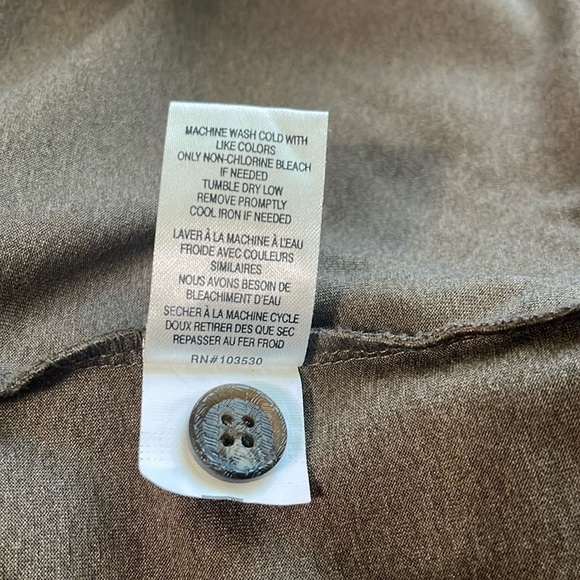 MACHINE WASH COLD WITH
LIKE COLORS
ONLY NON-CHLORINE BLEACH
IF NEEDED
TUMBLE DRY LOW
REMOVE PROMPTLY
COOL IRON IF NEEDED
LAVER À LA MACHINE À L'EAU
FROIDE AVEC COULEURS
SIMILAIRES
NOUS AVONS BESOIN DE
BLEACHIMENT D'EAU
SECHER À LA MACHINE CYCLE
DOUX RETIRER DES QUE SEC
REPASSER AU FER FROID
RN#103530